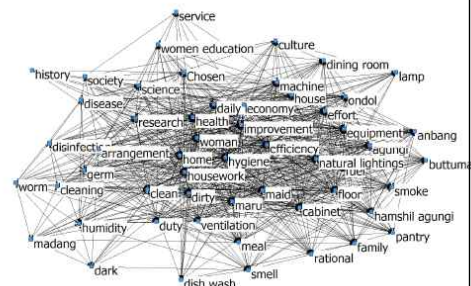 service
women education
culture
dining room
history
society
Chosen
lamp
science
machine
disease
daily
economy
house
ondol
research
health
effort
improvement
equipment
anbang
disinfectic
arrangement
woman
efficiency
agungi
home
hygiene
natural lightings
buttuma
germ
housework
worm
cleaning
clean
dirty
maid
floor
smoke
maru
cabinet
hamshil agungi
humidity
duty
ventilation
pantry
madang
meal
family
rational
dark
smell
dish wash